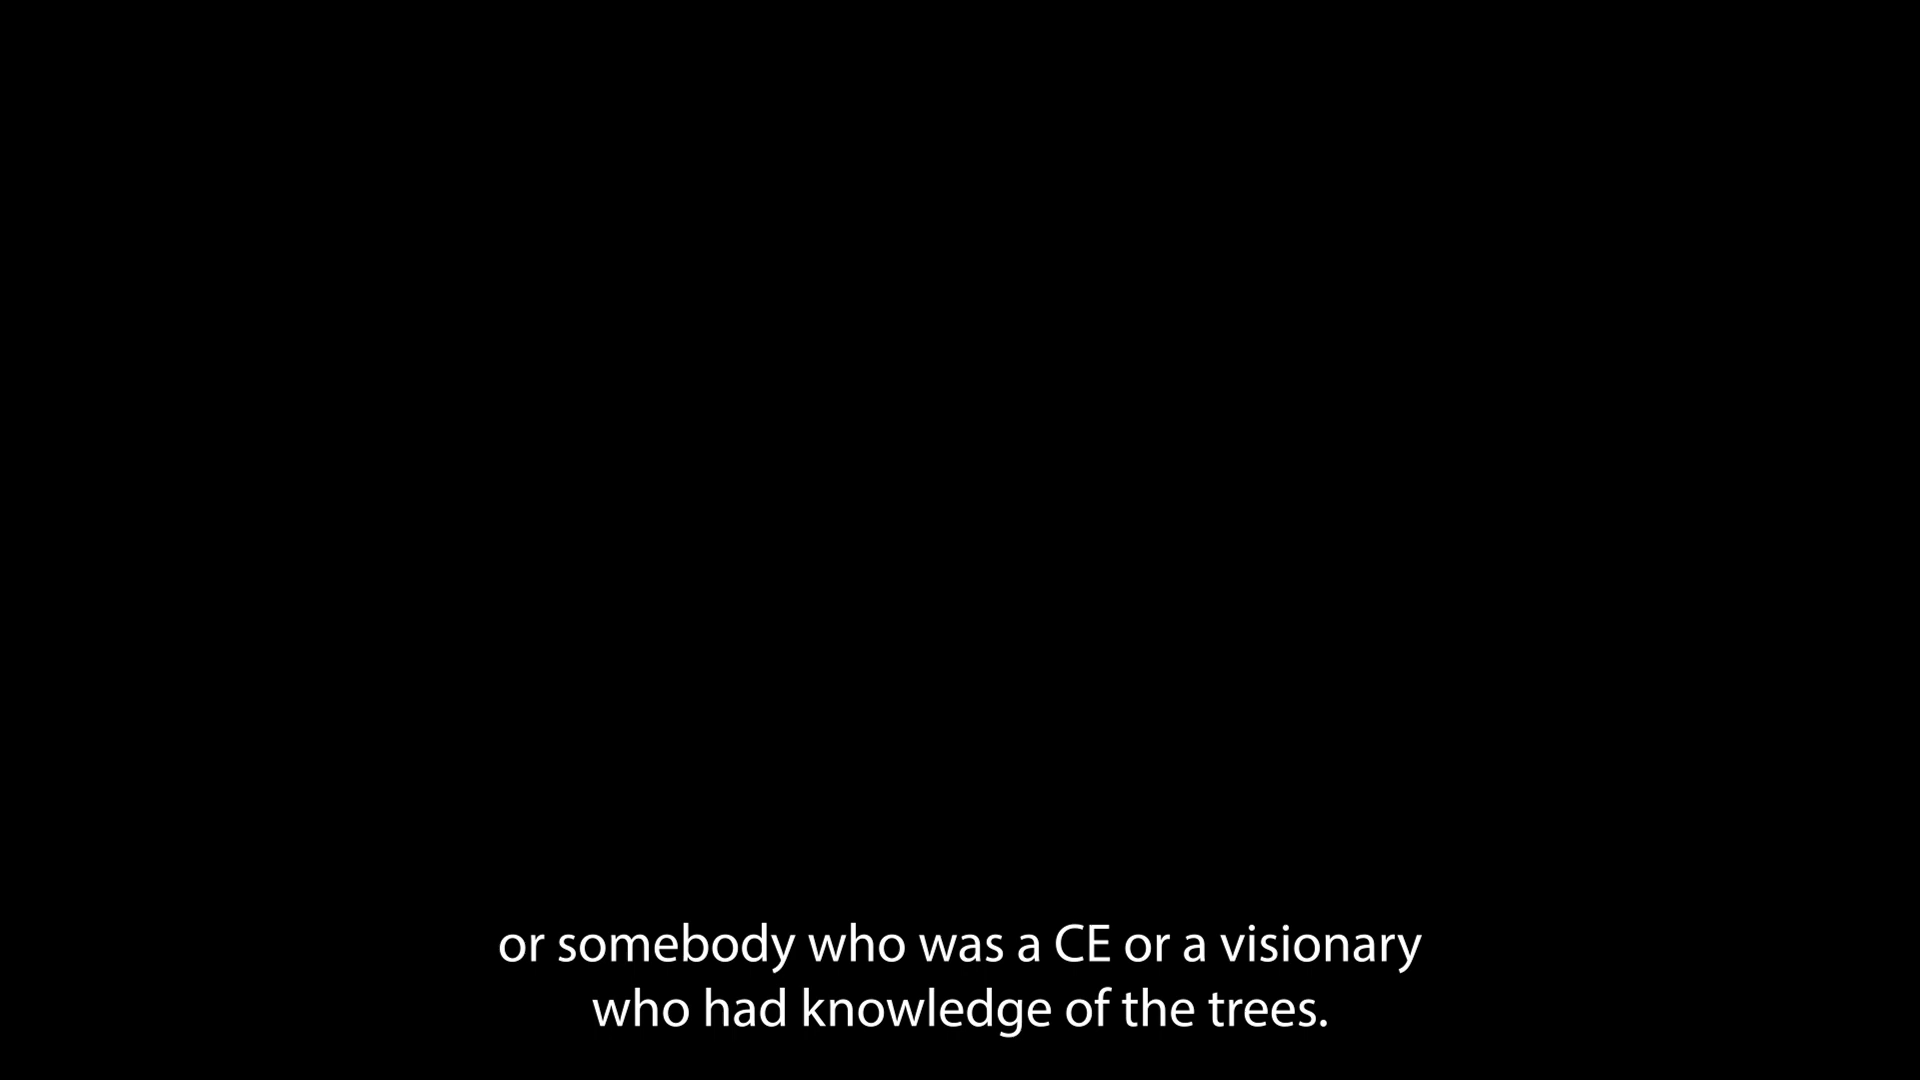 or somebody who was a CE or a visionary
who had knowledge of the trees.